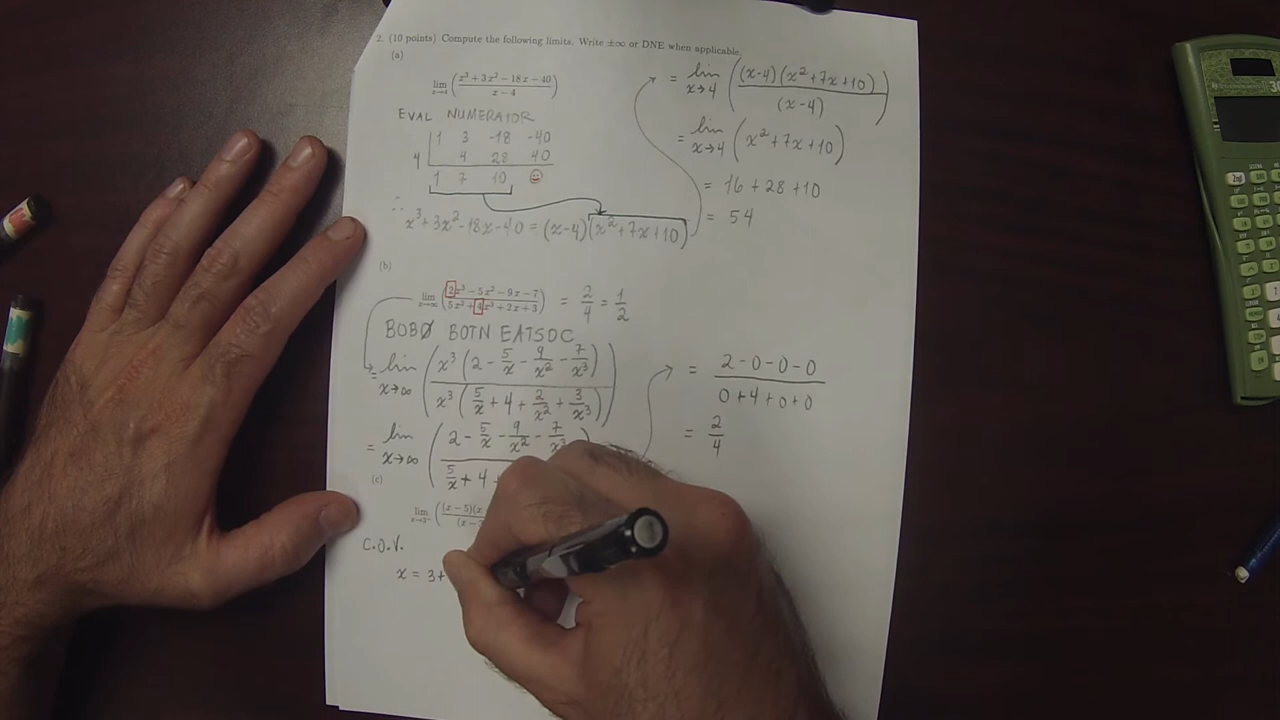 2. (10 points) Compute the following limits. Write ±∞ or DNE when applicable.
(a)
lim x→4 ( (x³ + 3x² − 18x − 40) / (x − 4) )
EVAL NUMERATOR
1 3 -18 -40
4 4 28 40
1 7 10 ☺
∴ x³+3x²-18x-40 = (x-4)(x²+7x+10)
= lim x→4 ( (x-4)(x²+7x+10) / (x-4) )
= lim x→4 (x²+7x+10)
= 16 + 28 + 10
= 54
(b)
lim x→∞ ( (2x³ − 5x² − 9x − 7) / (5x² + 4x³ + 2x + 3) ) = 2/4 = 1/2
BOB0 BOTN EATSDC
= lim x→∞ ( x³ (2 - 5/x - 9/x² - 7/x³) / x³ (5/x + 4 + 2/x² + 3/x³) )
= lim x→∞ ( 2 - 5/x - 9/x² - 7/x³ / 5/x + 4
= (2-0-0-0) / (0+4+0+0)
= 2/4
(c)
lim x→3⁻ ( (x − 5)(x / (x −
C.O.V.
x = 3+
2nd